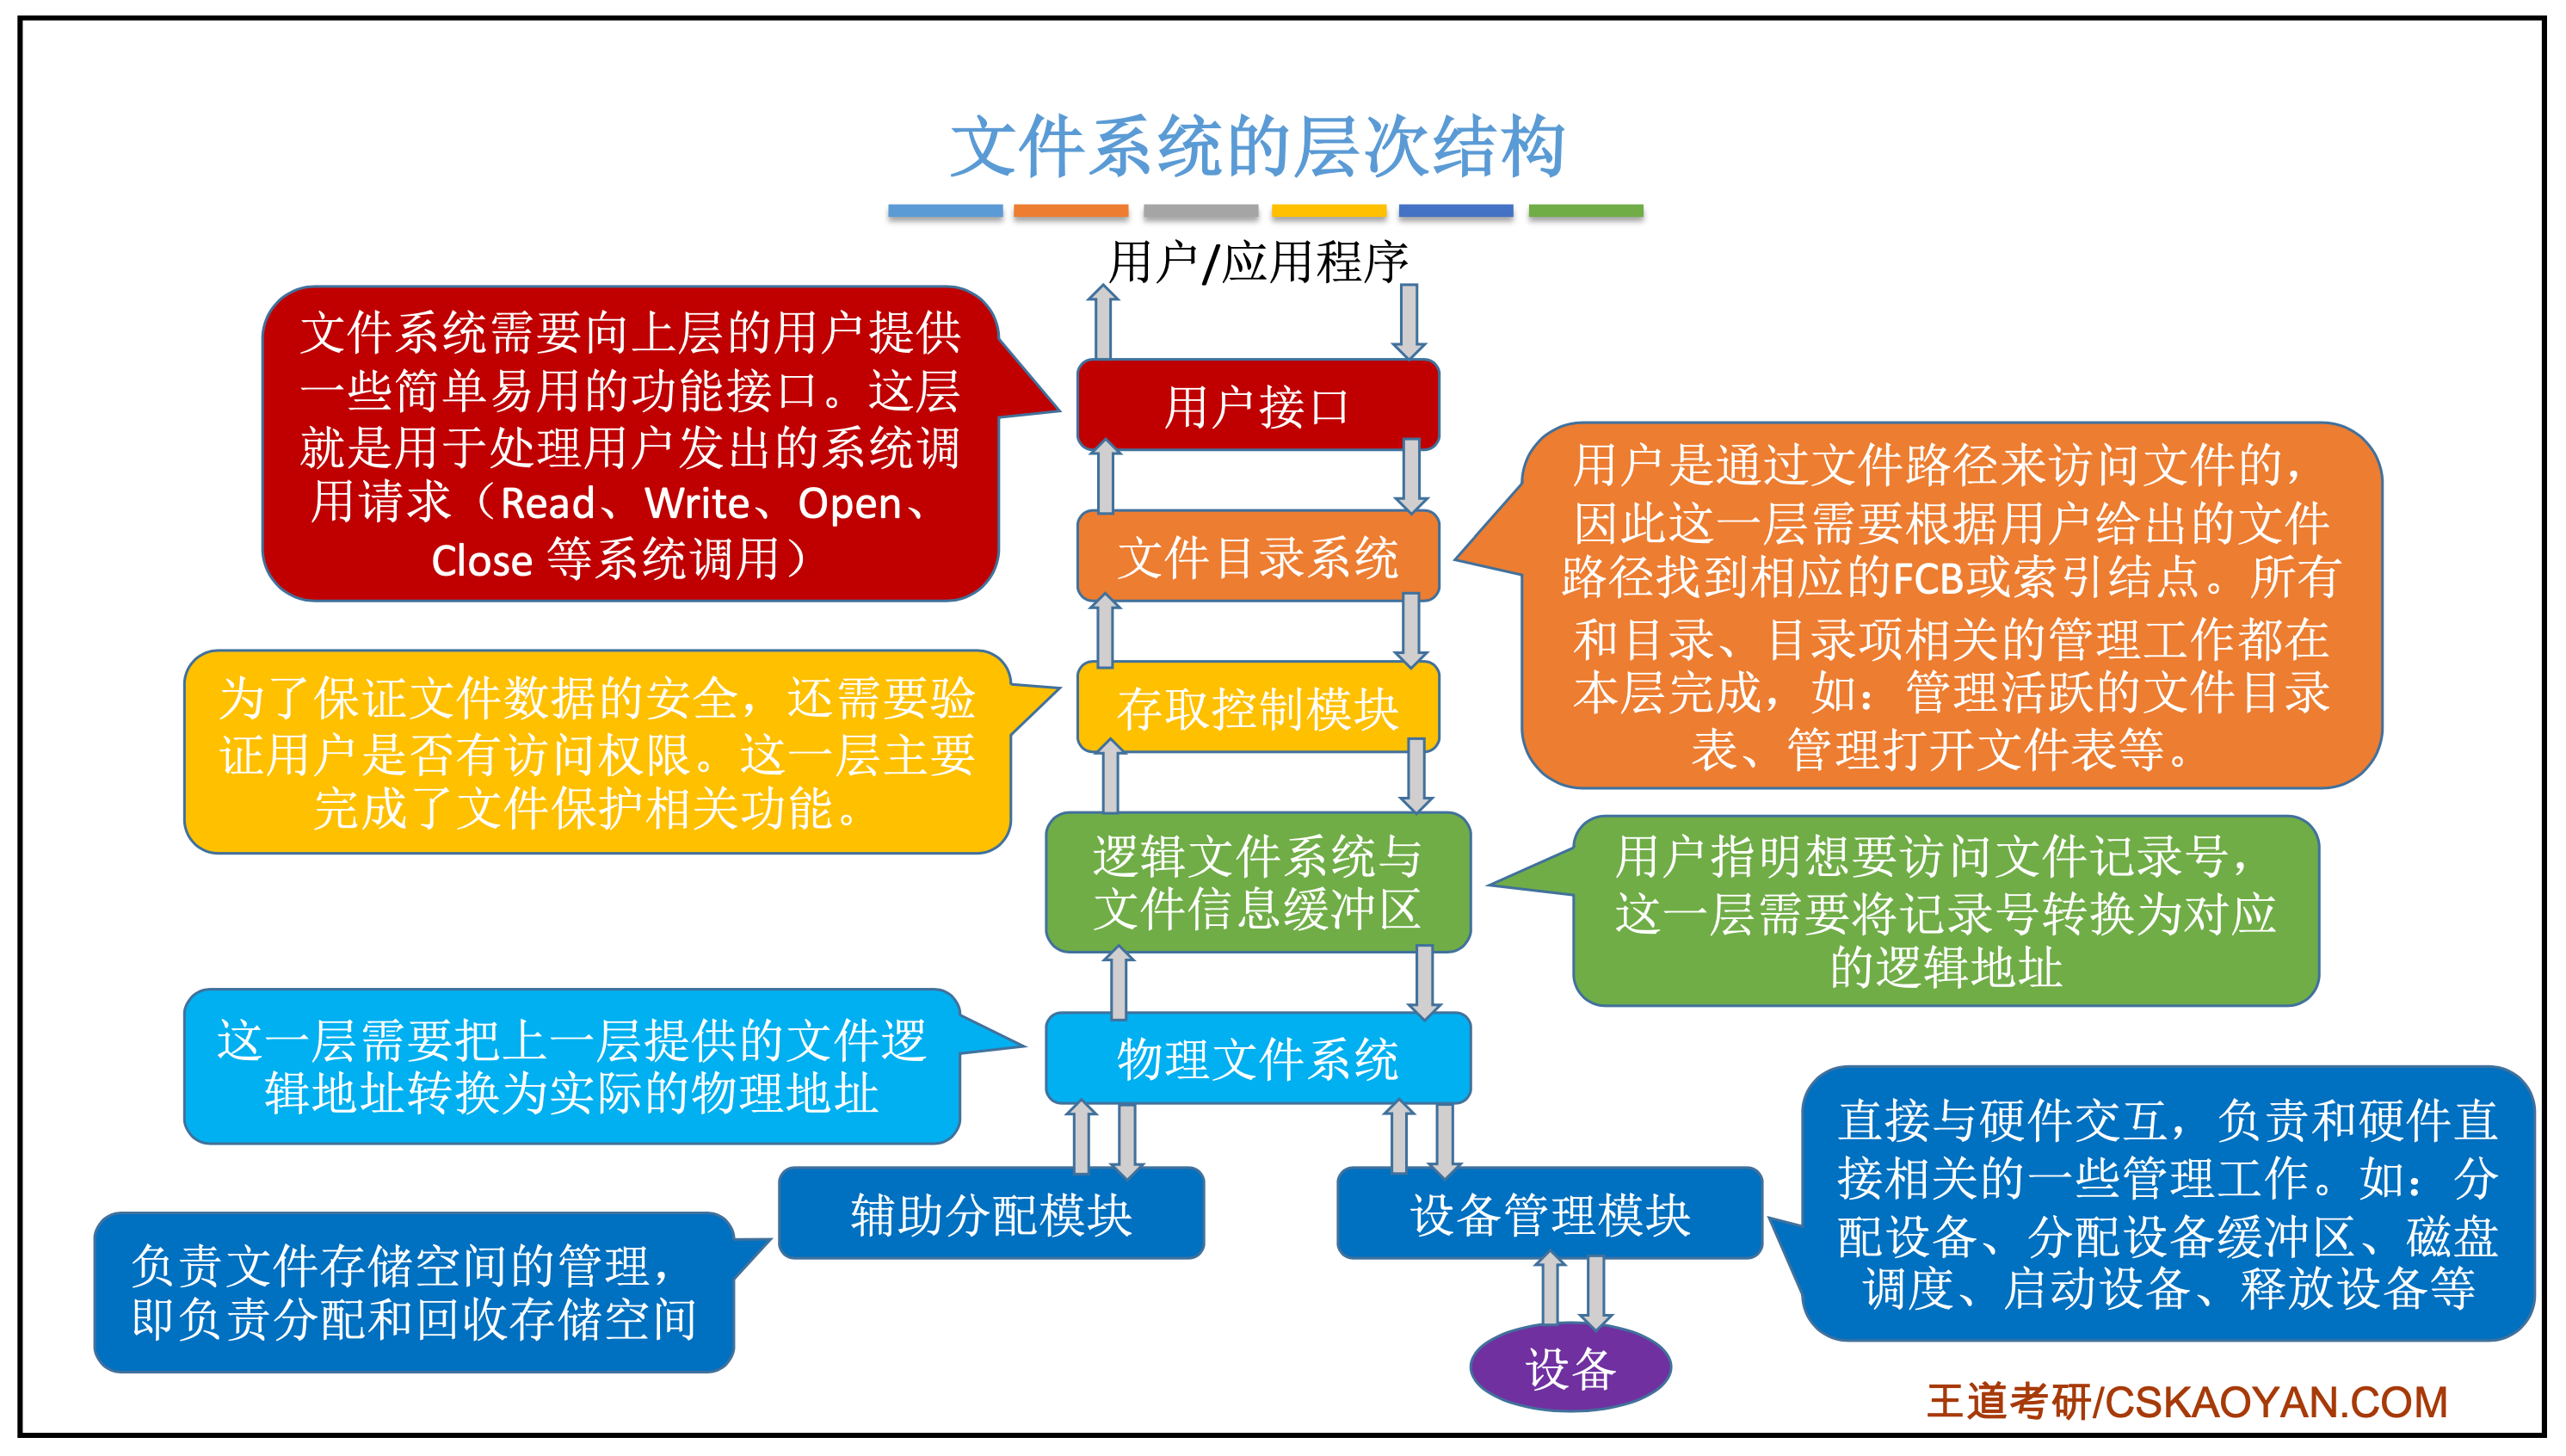 文件系统的层次结构
用户/应用程序
文件系统需要向上层的用户提供
一些简单易用的功能接口。这层
就是用于处理用户发出的系统调
用请求（Read、Write、Open、
Close 等系统调用）
用户接口
文件目录系统
用户是通过文件路径来访问文件的，
因此这一层需要根据用户给出的文件
路径找到相应的FCB或索引结点。所有
和目录、目录项相关的管理工作都在
本层完成，如：管理活跃的文件目录
表、管理打开文件表等。
为了保证文件数据的安全，还需要验
证用户是否有访问权限。这一层主要
完成了文件保护相关功能。
存取控制模块
逻辑文件系统与
文件信息缓冲区
用户指明想要访问文件记录号，
这一层需要将记录号转换为对应
的逻辑地址
这一层需要把上一层提供的文件逻
辑地址转换为实际的物理地址
物理文件系统
辅助分配模块
负责文件存储空间的管理，
即负责分配和回收存储空间
设备管理模块
直接与硬件交互，负责和硬件直
接相关的一些管理工作。如：分
配设备、分配设备缓冲区、磁盘
调度、启动设备、释放设备等
设备
王道考研/CSKAOYAN.COM